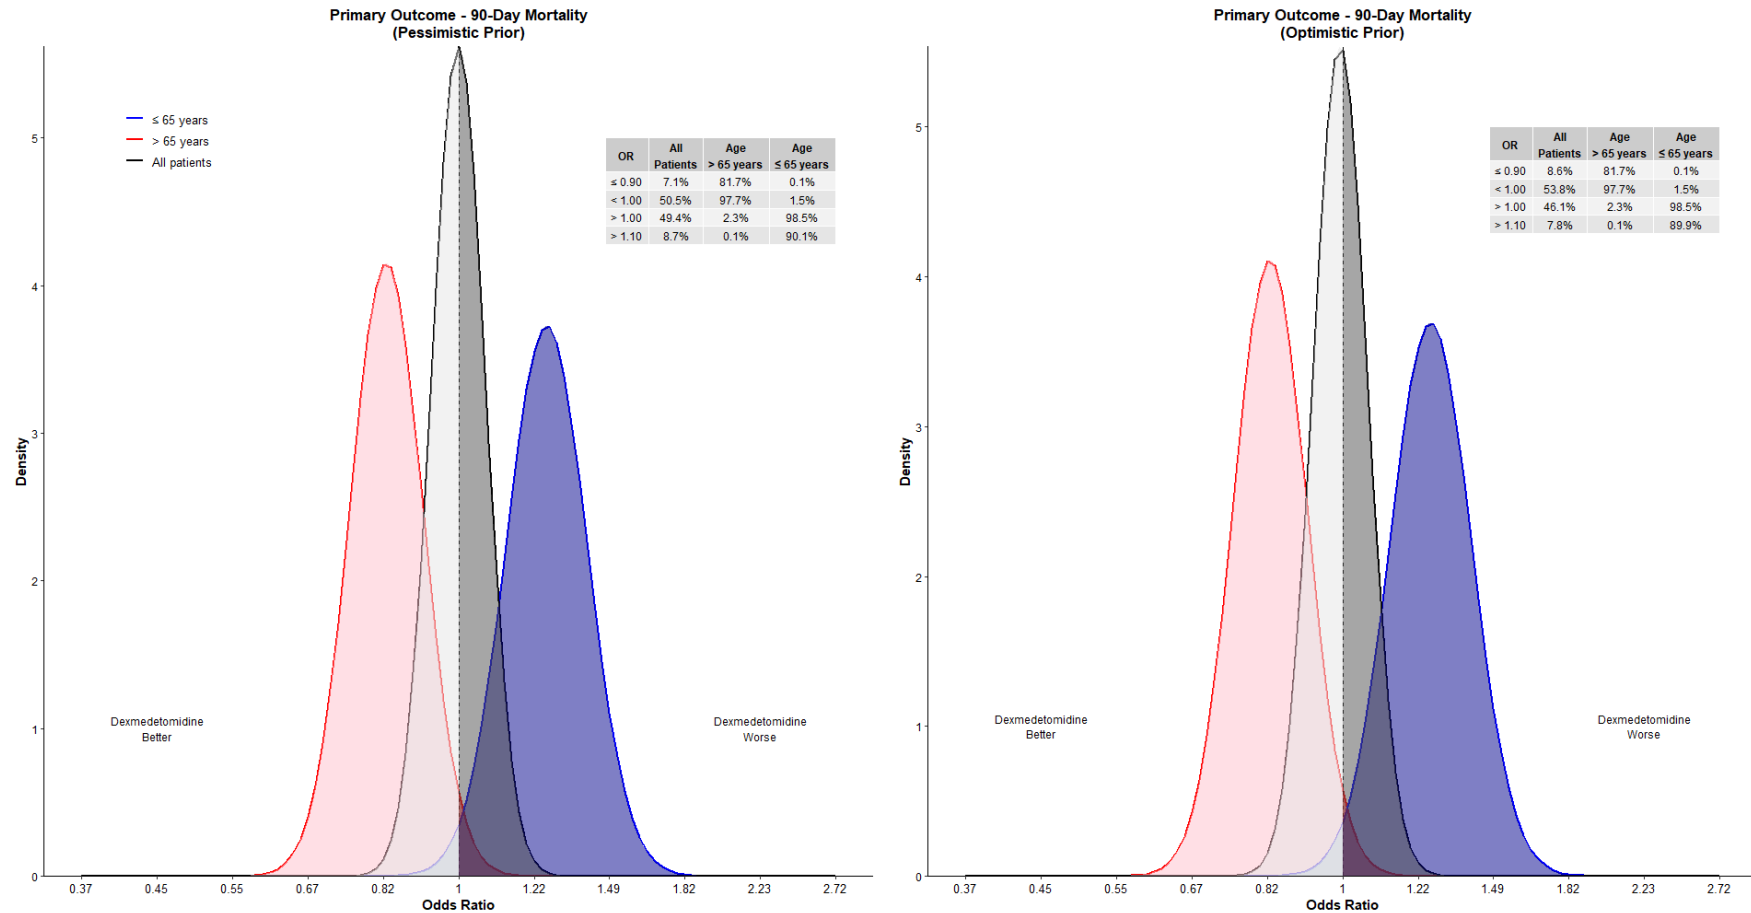 Primary Outcome - 90-Day Mortality
(Pessimistic Prior)
≤ 65 years
> 65 years
All patients
OR All Patients Age > 65 years Age ≤ 65 years
≤ 0.90 7.1% 81.7% 0.1%
< 1.00 50.5% 97.7% 1.5%
> 1.00 49.4% 2.3% 98.5%
> 1.10 8.7% 0.1% 90.1%
Dexmedetomidine
Better
Dexmedetomidine
Worse
Density
5
4
3
2
1
0
0.37 0.45 0.55 0.67 0.82 1 1.22 1.49 1.82 2.23 2.72
Odds Ratio
Primary Outcome - 90-Day Mortality
(Optimistic Prior)
OR All Patients Age > 65 years Age ≤ 65 years
≤ 0.90 8.6% 81.7% 0.1%
< 1.00 53.8% 97.7% 1.5%
> 1.00 46.1% 2.3% 98.5%
> 1.10 7.8% 0.1% 89.9%
Dexmedetomidine
Better
Dexmedetomidine
Worse
Density
5
4
3
2
1
0
0.37 0.45 0.55 0.67 0.82 1 1.22 1.49 1.82 2.23 2.72
Odds Ratio